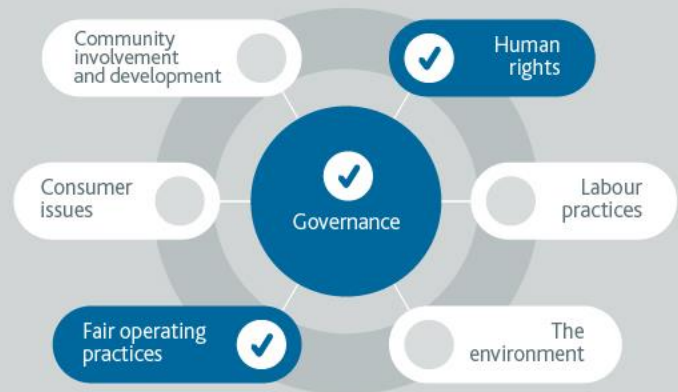 Community
involvement
and development
Human
rights
Consumer
issues
Governance
Labour
practices
Fair operating
practices
The
environment